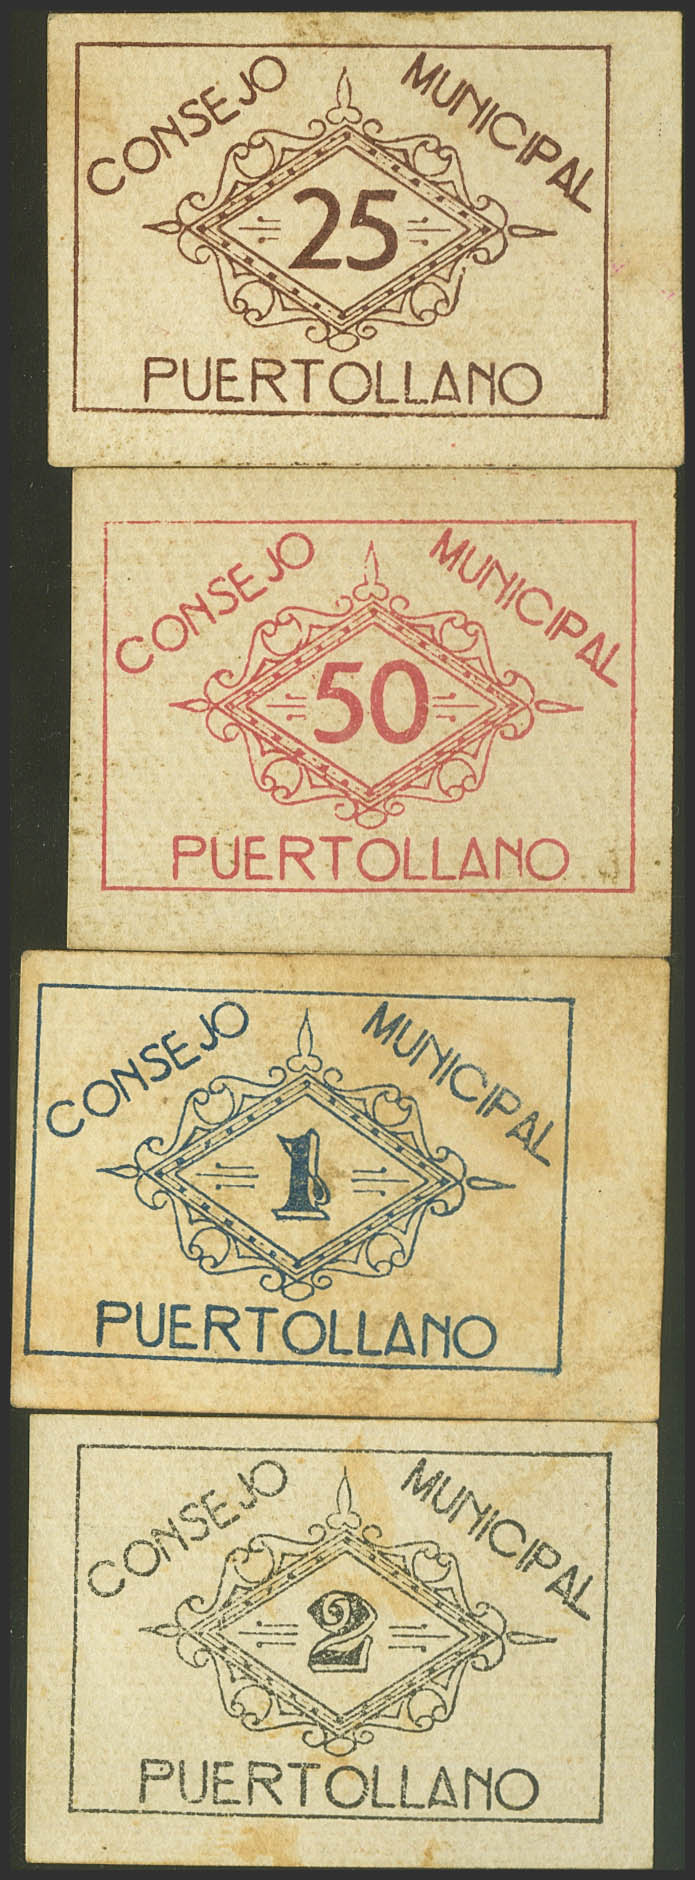 CONSEJO MUNICIPAL
25
PUERTOLLANO
CONSEJO MUNICIPAL
50
PUERTOLLANO
CONSEJO MUNICIPAL
1
PUERTOLLANO
CONSEJO MUNICIPAL
2
PUERTOLLANO